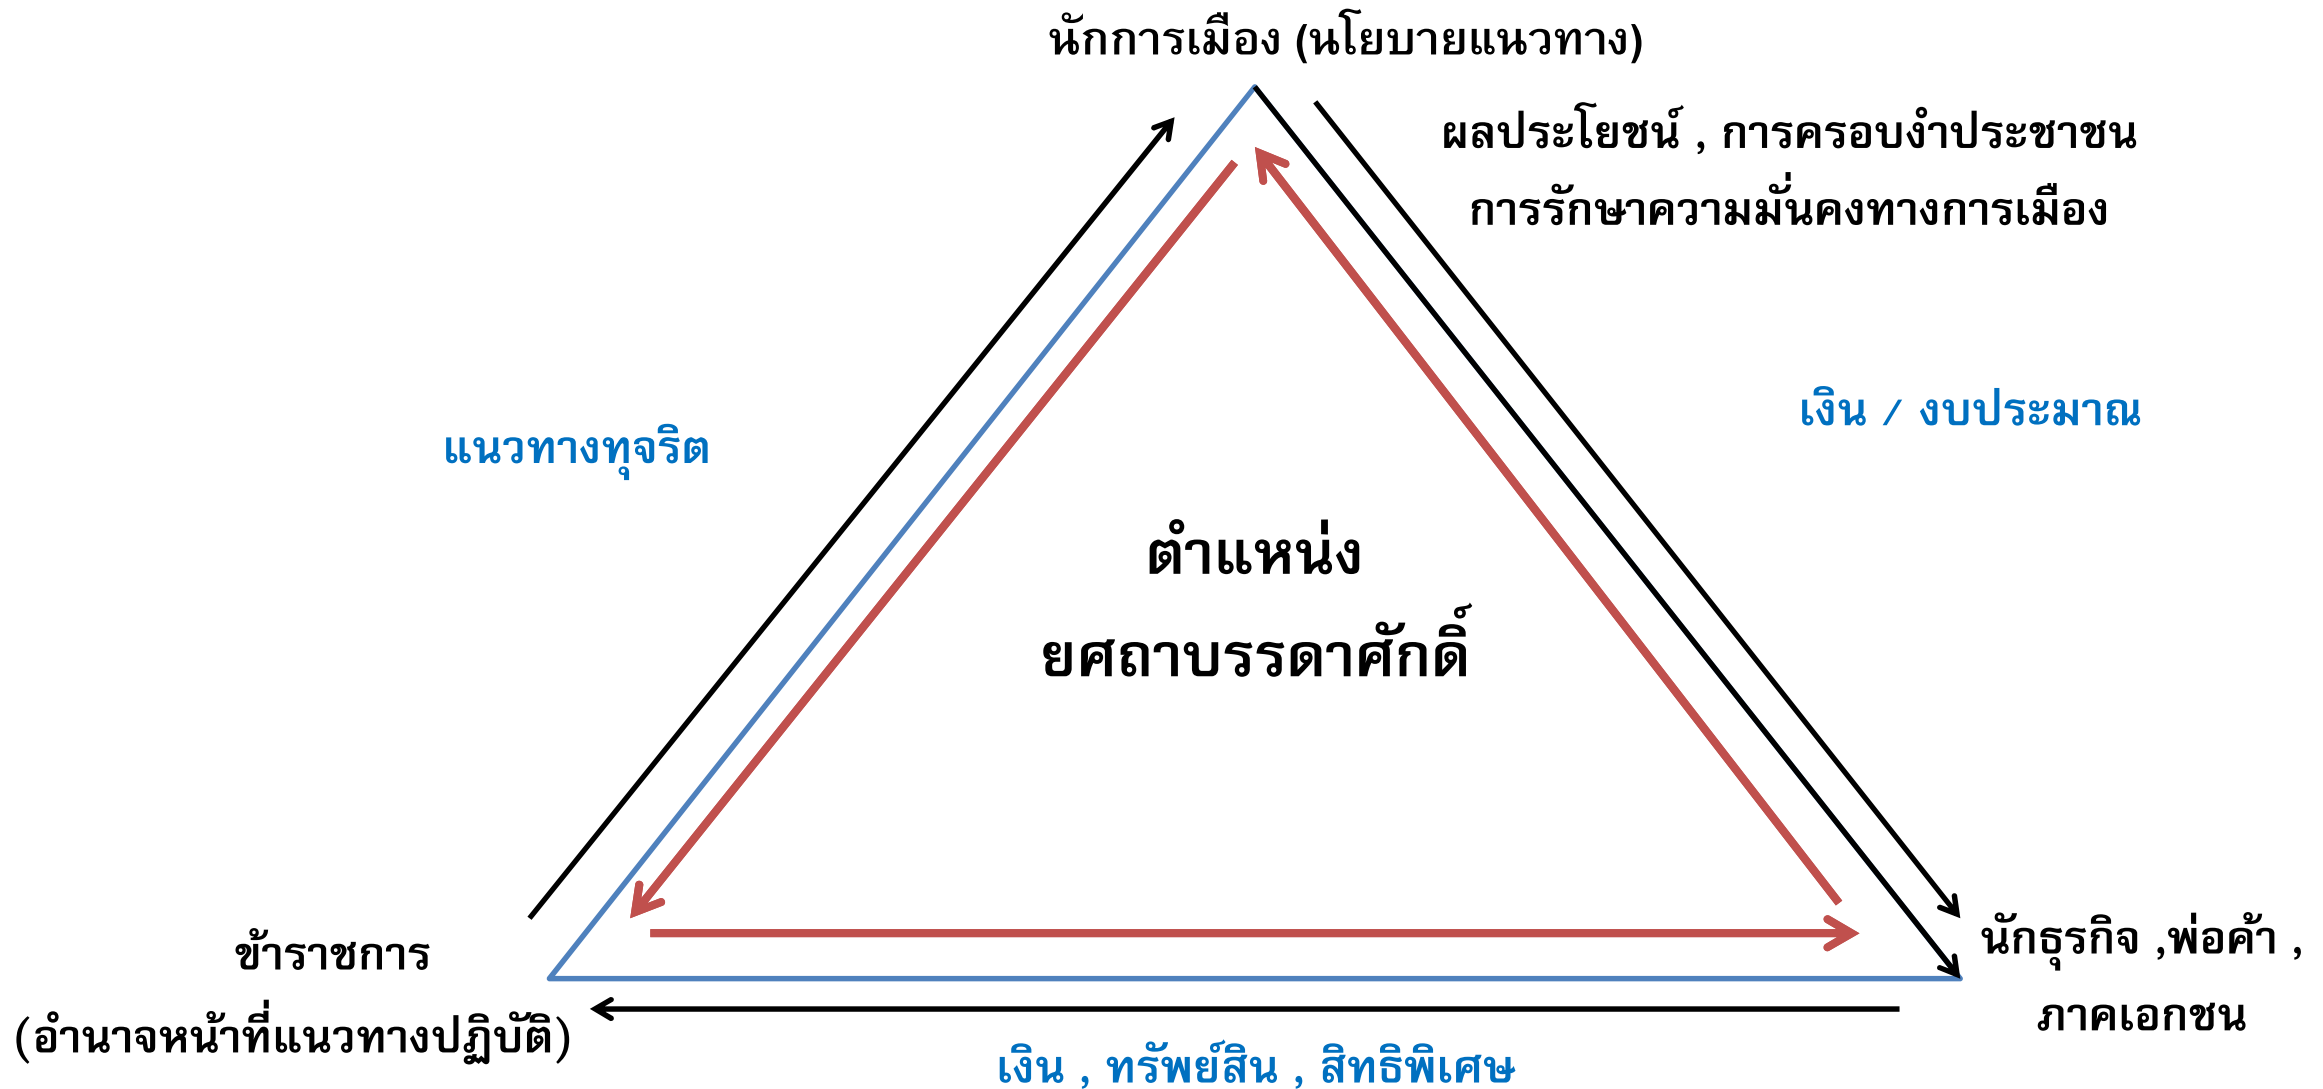 นักการเมือง (นโยบายแนวทาง)
ผลประโยชน์ , การครอบงำประชาชน
การรักษาความมั่นคงทางการเมือง
เงิน / งบประมาณ
แนวทางทุจริต
ตำแหน่ง
ยศถาบรรดาศักดิ์
ข้าราชการ
(อำนาจหน้าที่แนวทางปฏิบัติ)
นักธุรกิจ ,พ่อค้า ,
ภาคเอกชน
เงิน , ทรัพย์สิน , สิทธิพิเศษ